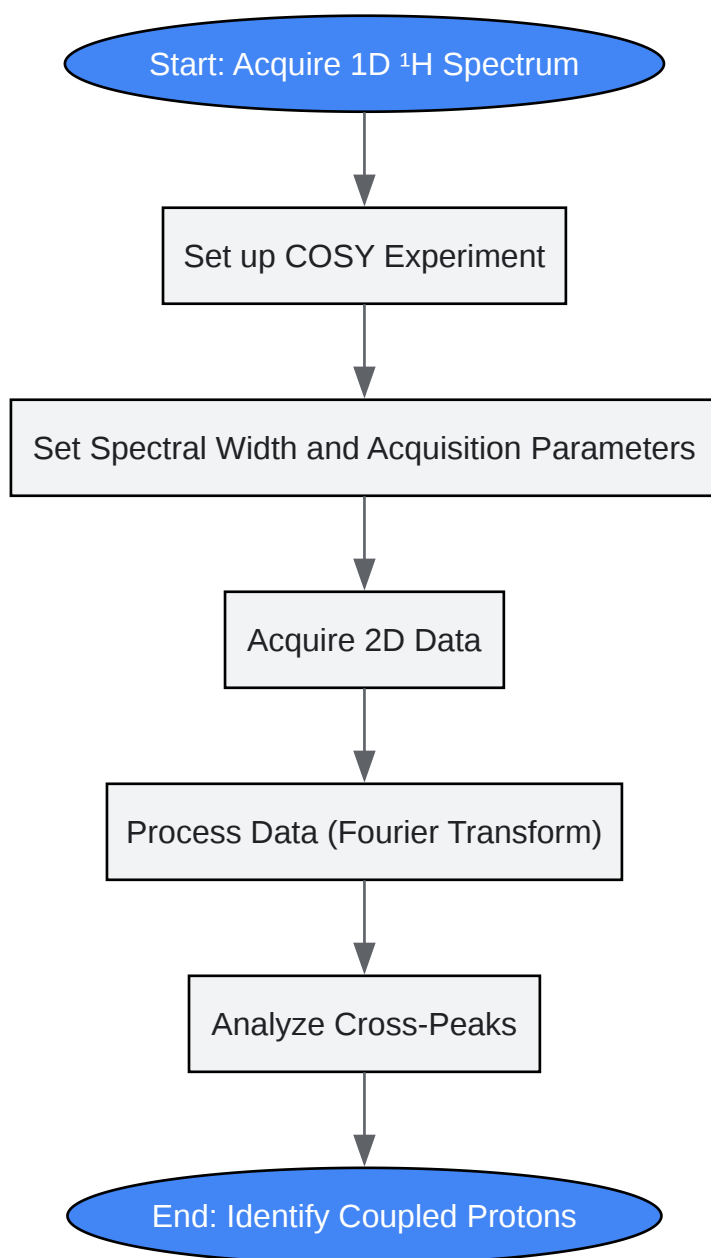 Start: Acquire 1D ¹H Spectrum
Set up COSY Experiment
Set Spectral Width and Acquisition Parameters
Acquire 2D Data
Process Data (Fourier Transform)
Analyze Cross-Peaks
End: Identify Coupled Protons